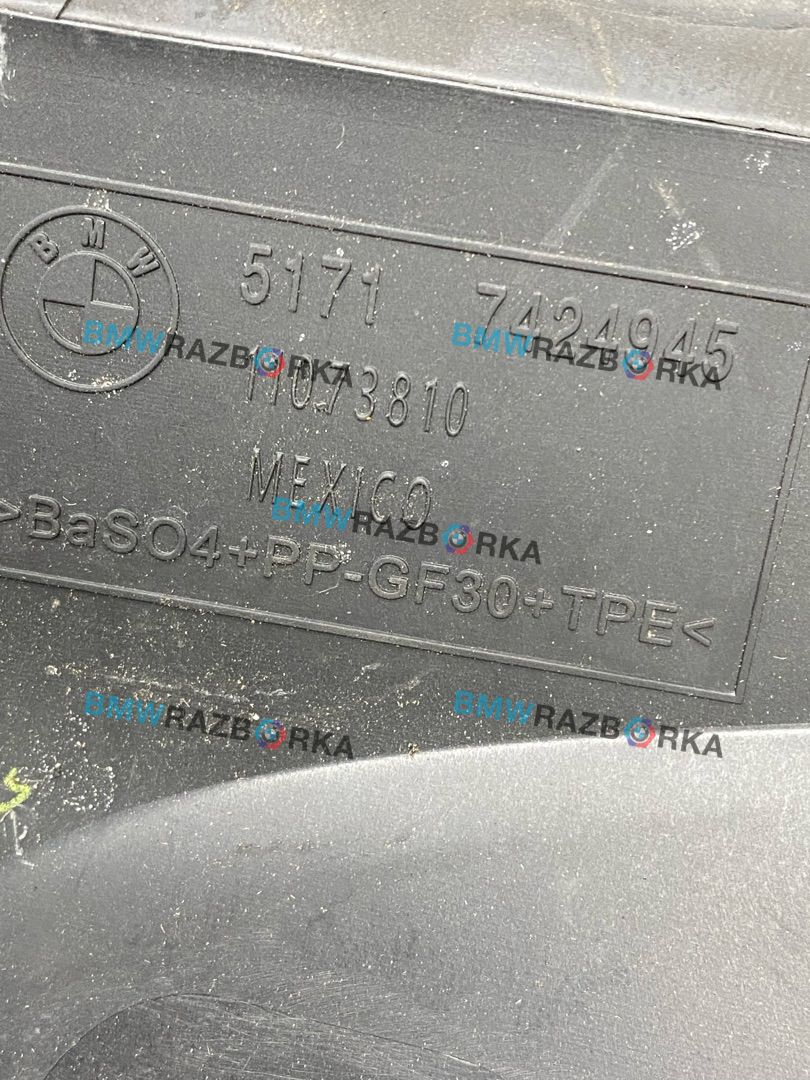 BMW
5171 7424945
11073810
MEXICO
>BaSO4+PP-GF30+TPE<
BMWRAZBORKA
BMWRAZBORKA
BMWRAZBORKA
BMWRAZBORKA
BMWRAZBORKA